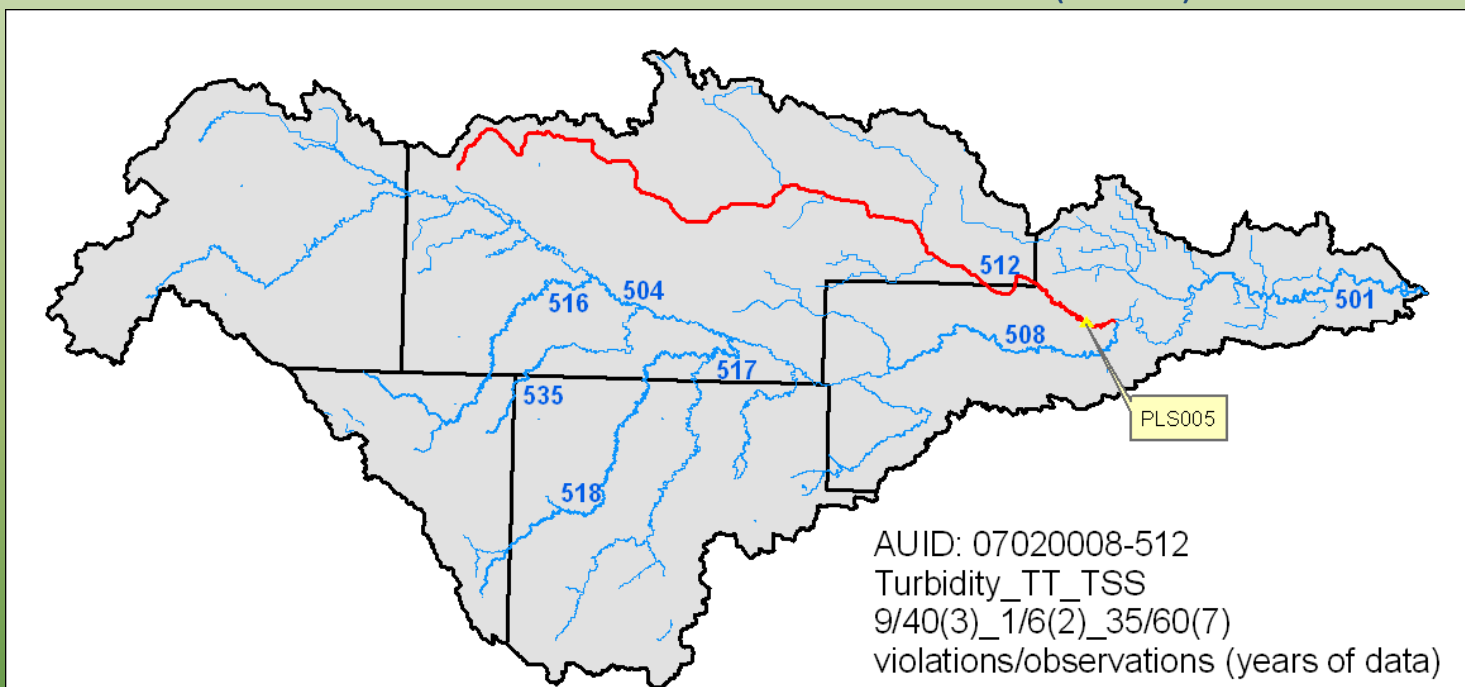 512
504
501
516
508
517
535
PLS005
518
AUID: 07020008-512
Turbidity_TT_TSS
9/40(3)_1/6(2)_35/60(7)
violations/observations (years of data)